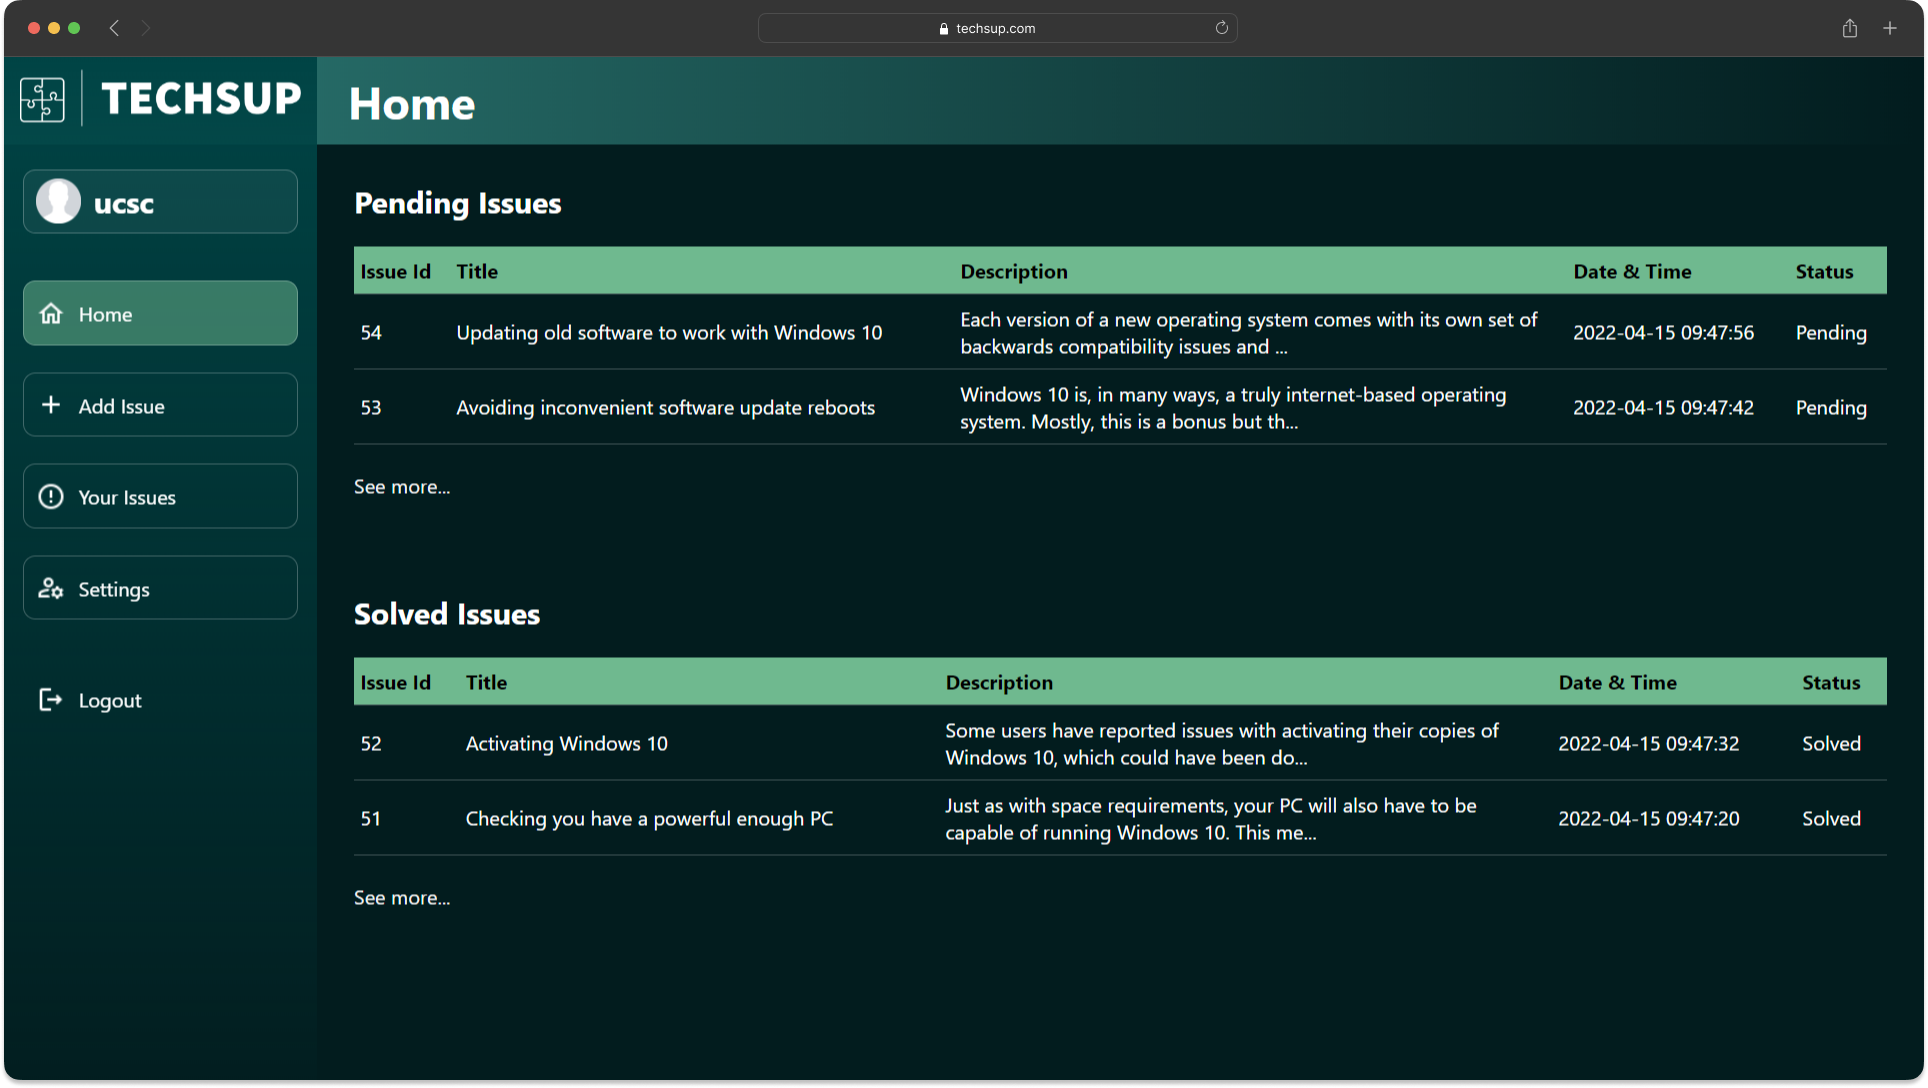 techsup.com
TECHSUP
Home
ucsc
Home
Add Issue
Your Issues
Settings
Logout
Pending Issues
Issue Id Title Description Date & Time Status
54 Updating old software to work with Windows 10 Each version of a new operating system comes with its own set of
backwards compatibility issues and ... 2022-04-15 09:47:56 Pending
53 Avoiding inconvenient software update reboots Windows 10 is, in many ways, a truly internet-based operating
system. Mostly, this is a bonus but th... 2022-04-15 09:47:42 Pending
See more...
Solved Issues
Issue Id Title Description Date & Time Status
52 Activating Windows 10 Some users have reported issues with activating their copies of
Windows 10, which could have been do... 2022-04-15 09:47:32 Solved
51 Checking you have a powerful enough PC Just as with space requirements, your PC will also have to be
capable of running Windows 10. This me... 2022-04-15 09:47:20 Solved
See more...